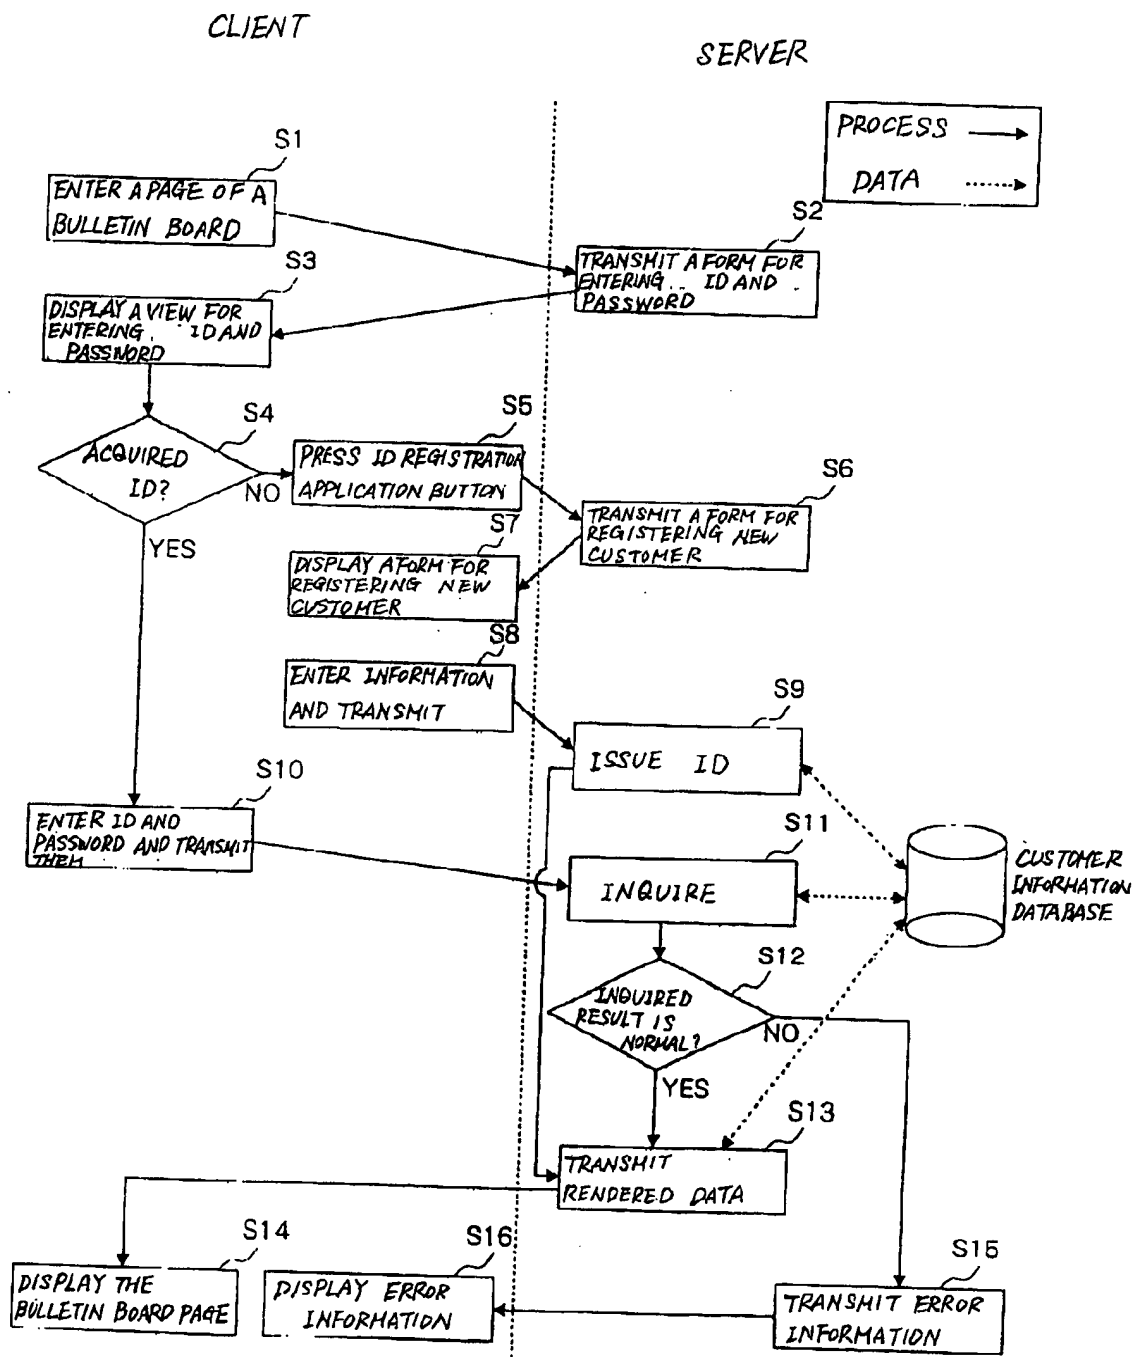 CLIENT
SERVER
PROCESS
DATA
S1
ENTER A PAGE OF A
BULLETIN BOARD
S2
TRANSMIT A FORM FOR
ENTERING ID AND
PASSWORD
S3
DISPLAY A VIEW FOR
ENTERING ID AND
PASSWORD
S4
ACQUIRED
ID?
NO
YES
S5
PRESS ID REGISTRATION
APPLICATION BUTTON
S6
TRANSMIT A FORM FOR
REGISTERING NEW
CUSTOMER
S7
DISPLAY A FORM FOR
REGISTERING NEW
CUSTOMER
S8
ENTER INFORMATION
AND TRANSMIT
S9
ISSUE ID
S10
ENTER ID AND
PASSWORD AND TRANSMIT
THEM
S11
INQUIRE
CUSTOMER
INFORMATION
DATABASE
S12
INQUIRED
RESULT IS
NORMAL?
NO
YES
S13
TRANSMIT
RENDERED DATA
S14
DISPLAY THE
BULLETIN BOARD PAGE
S16
DISPLAY ERROR
INFORMATION
S15
TRANSMIT ERROR
INFORMATION